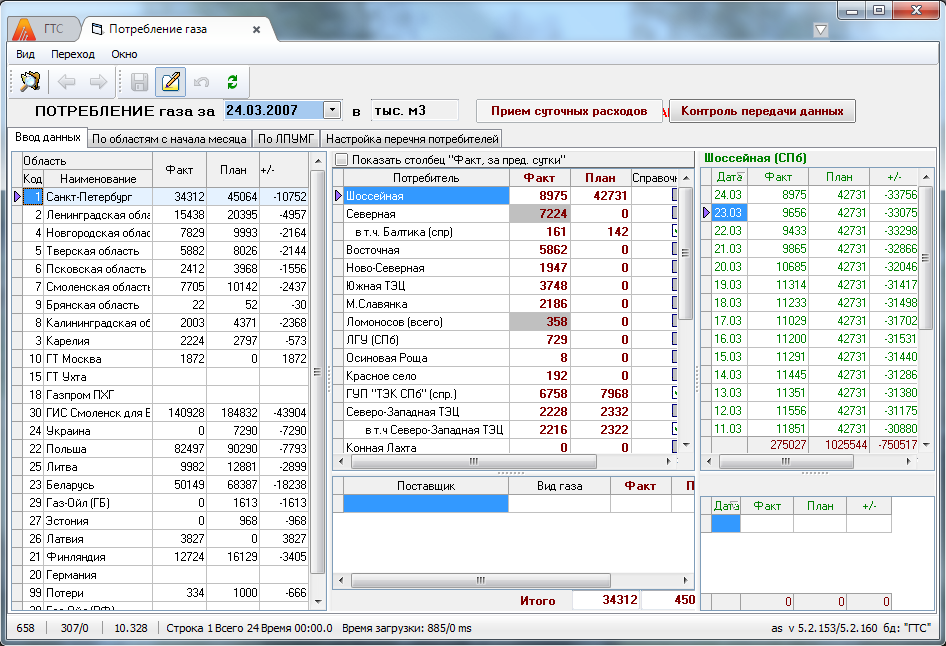 ГТС Потребление газа
Вид Переход Окно
ПОТРЕБЛЕНИЕ газа за 24.03.2007 в тыс. м3 Прием суточных расходов Контроль передачи данных
Ввод данных По областям с начала месяца По ЛПУМГ Настройка перечня потребителей
Область Факт План +/-
Код Наименование
1 Санкт-Петербург 34312 45064 -10752
2 Ленинградская обла 15438 20395 -4957
4 Новгородская облас 7829 9993 -2164
5 Тверская область 5882 8026 -2144
6 Псковская область 2412 3968 -1556
7 Смоленская область 7705 10142 -2437
9 Брянская область 22 52 -30
8 Калининградская об 2003 4371 -2368
3 Карелия 2224 2797 -573
10 ГТ Москва 1872 0 1872
15 ГТ Ухта
18 Газпром ПХГ
30 ГИС Смоленск для Б 140928 184832 -43904
24 Украина 0 7290 -7290
22 Польша 82497 90290 -7793
25 Литва 9982 12881 -2899
23 Беларусь 50149 68387 -18238
29 Газ-Ойл (ГБ) 0 1613 -1613
27 Эстония 0 968 -968
26 Латвия 3827 0 3827
21 Финляндия 12724 16129 -3405
20 Германия
99 Потери 334 1000 -666
Показать столбец "Факт, за пред. сутки"
Потребитель Факт План Справочн
Шоссейная 8975 42731
Северная 7224 0
в т.ч. Балтика (спр) 161 142
Восточная 5862 0
Ново-Северная 1947 0
Южная ТЭЦ 3748 0
М.Славянка 2186 0
Ломоносов (всего) 358 0
ЛГУ (СПб) 729 0
Осиновая Роща 8 0
Красное село 192 0
ГУП "ТЭК СПб" (спр.) 6758 7968
Северо-Западная ТЭЦ 2228 2332
в т.ч Северо-Западная ТЭЦ 2216 2322
Конная Лахта 0 0
Поставщик Вид газа Факт П
Итого 34312 450
Шоссейная (СПб)
Дата Факт План +/-
24.03 8975 42731 -33756
23.03 9656 42731 -33075
22.03 9433 42731 -33298
21.03 9865 42731 -32866
20.03 10685 42731 -32046
19.03 11314 42731 -31417
18.03 11233 42731 -31498
17.03 11029 42731 -31702
16.03 11200 42731 -31531
15.03 11291 42731 -31440
14.03 11445 42731 -31286
13.03 11351 42731 -31380
12.03 11556 42731 -31175
11.03 11851 42731 -30880
275027 1025544 -750517
Дата Факт План +/-
0 0 0
658 307/0 10.328 Строка 1 Всего 24 Время 00:00.0 Время загрузки: 885/0 ms as v 5.2.153/5.2.160 бд: "ГТС"